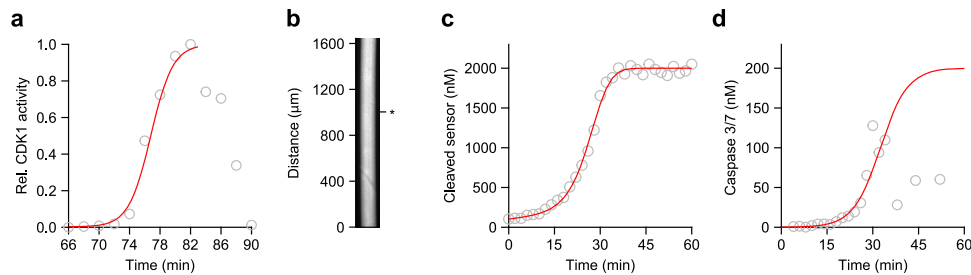 a
Rel. CDK1 activity
1.0
0.8
0.6
0.4
0.2
0.0
66 70 74 78 82 86 90
Time (min)
b
Distance (µm)
1600
1200
800
400
0
*
c
Cleaved sensor (nM)
2000
1500
1000
500
0
0 15 30 45 60
Time (min)
d
Caspase 3/7 (nM)
250
200
150
100
50
0
0 15 30 45 60
Time (min)